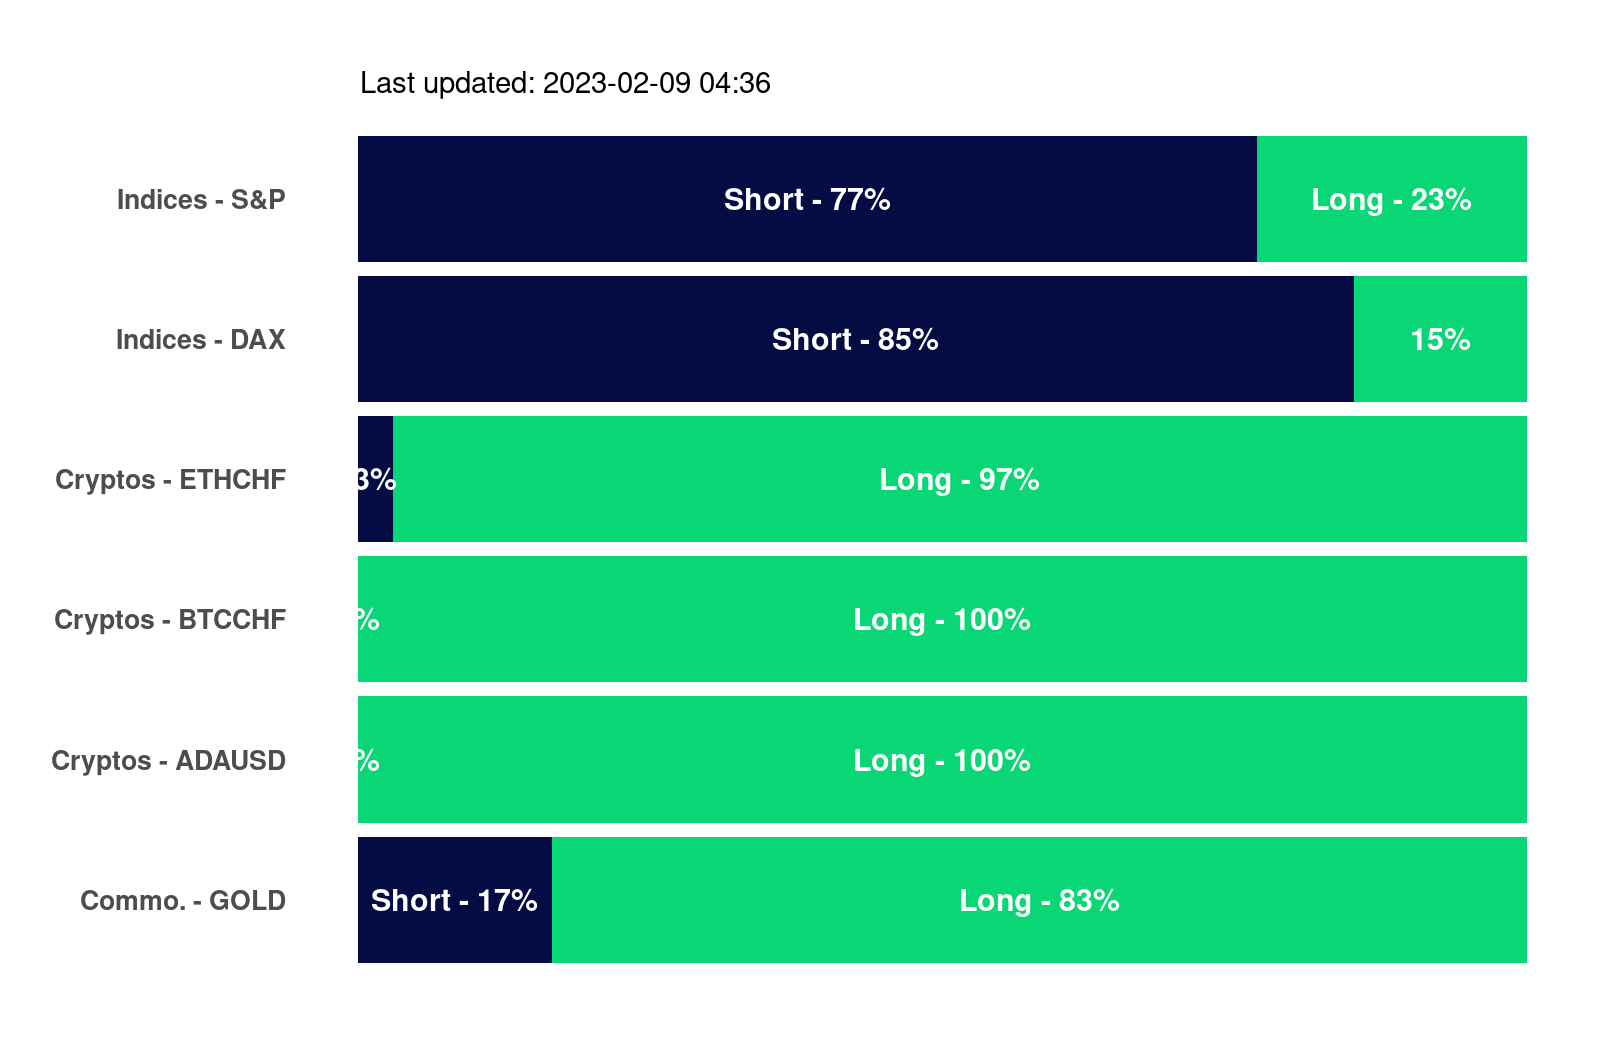 Last updated: 2023-02-09 04:36
Indices - S&P
Short - 77%
Long - 23%
Indices - DAX
Short - 85%
15%
Cryptos - ETHCHF
3%
Long - 97%
Cryptos - BTCCHF
%
Long - 100%
Cryptos - ADAUSD
%
Long - 100%
Commo. - GOLD
Short - 17%
Long - 83%